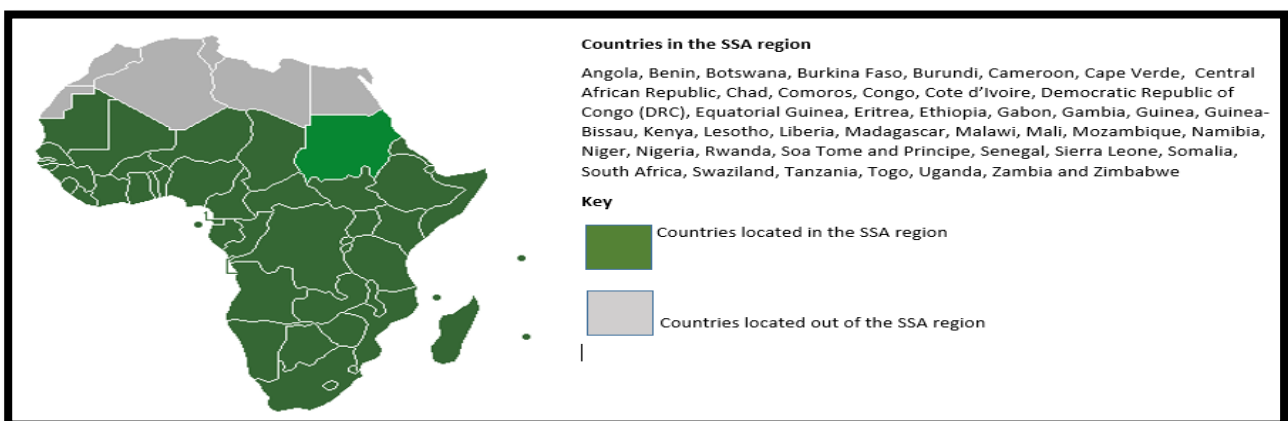 Countries in the SSA region
Angola, Benin, Botswana, Burkina Faso, Burundi, Cameroon, Cape Verde, Central
African Republic, Chad, Comoros, Congo, Cote d’Ivoire, Democratic Republic of
Congo (DRC), Equatorial Guinea, Eritrea, Ethiopia, Gabon, Gambia, Guinea, Guinea-
Bissau, Kenya, Lesotho, Liberia, Madagascar, Malawi, Mali, Mozambique, Namibia,
Niger, Nigeria, Rwanda, Soa Tome and Principe, Senegal, Sierra Leone, Somalia,
South Africa, Swaziland, Tanzania, Togo, Uganda, Zambia and Zimbabwe
Key
Countries located in the SSA region
Countries located out of the SSA region